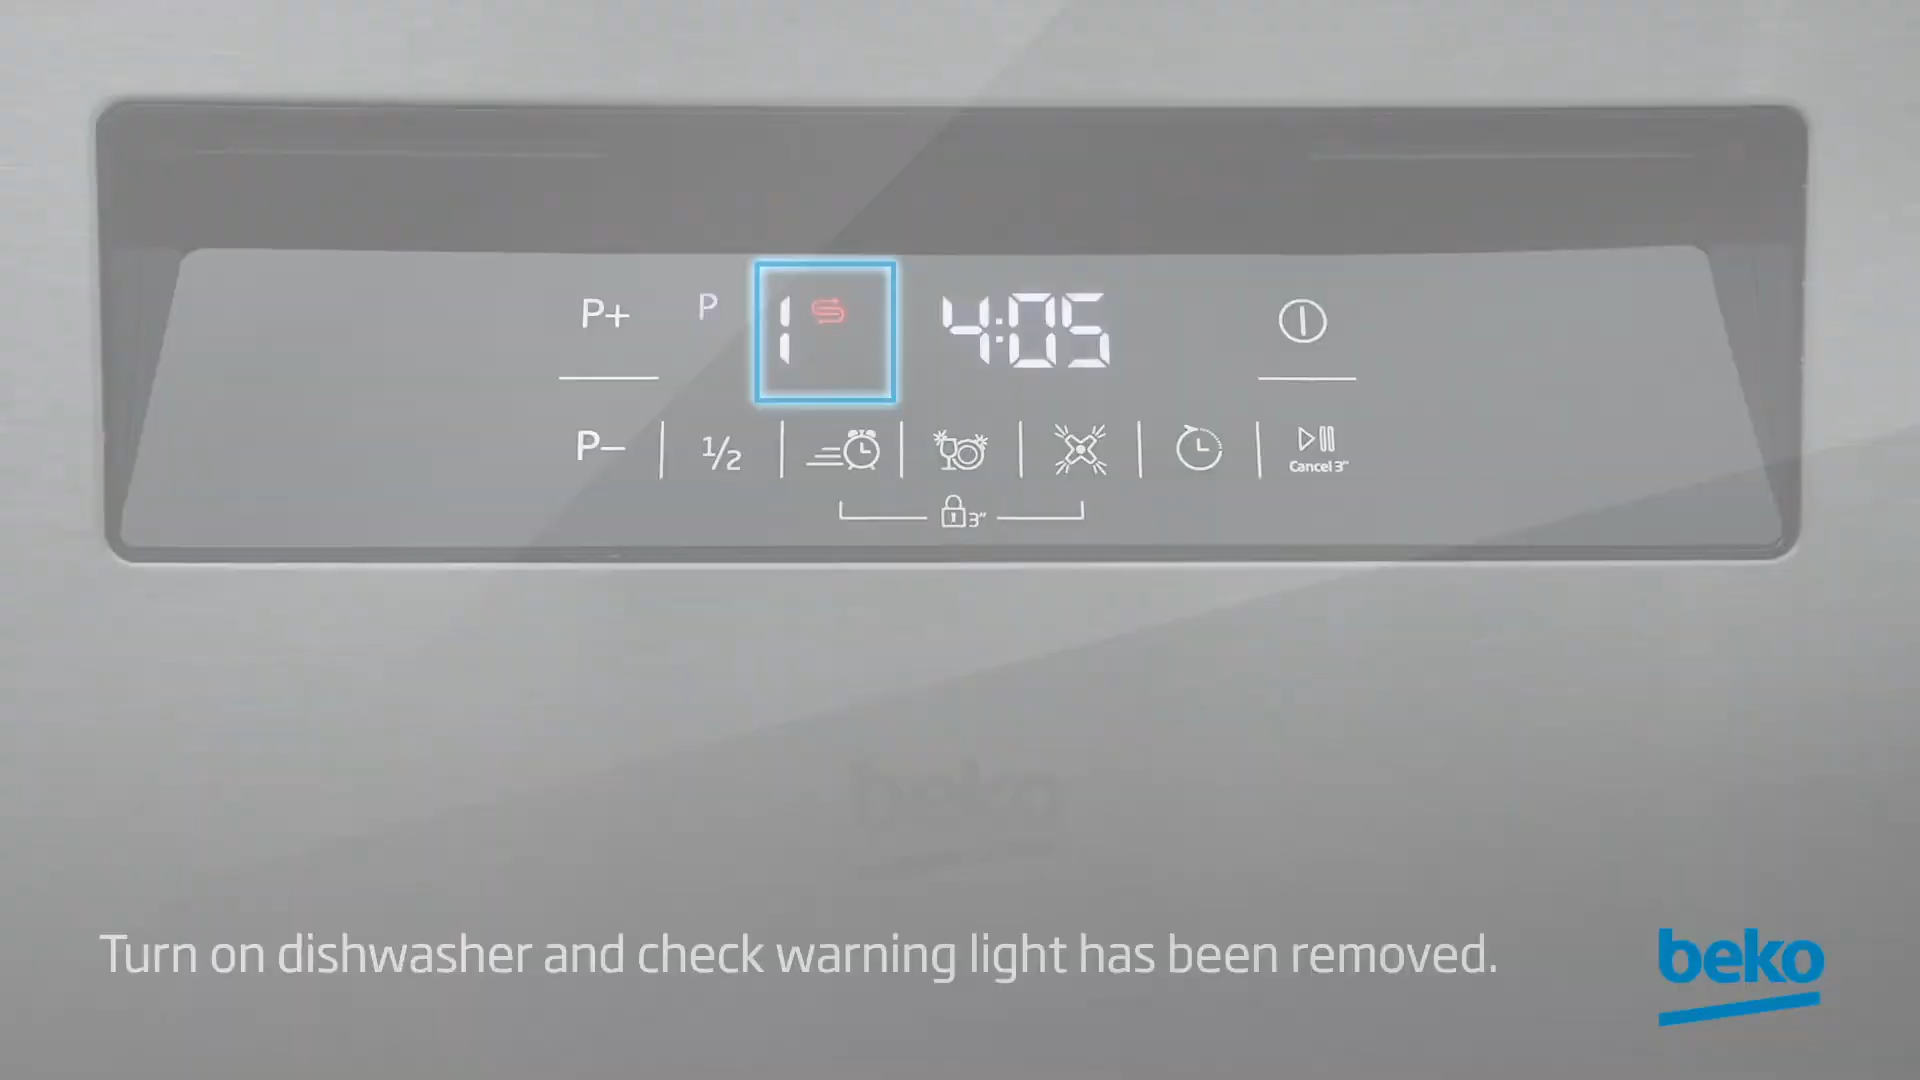 P+
P 1 4:05
P−
1/2
Cancel 3"
3"
beko
Turn on dishwasher and check warning light has been removed.
beko